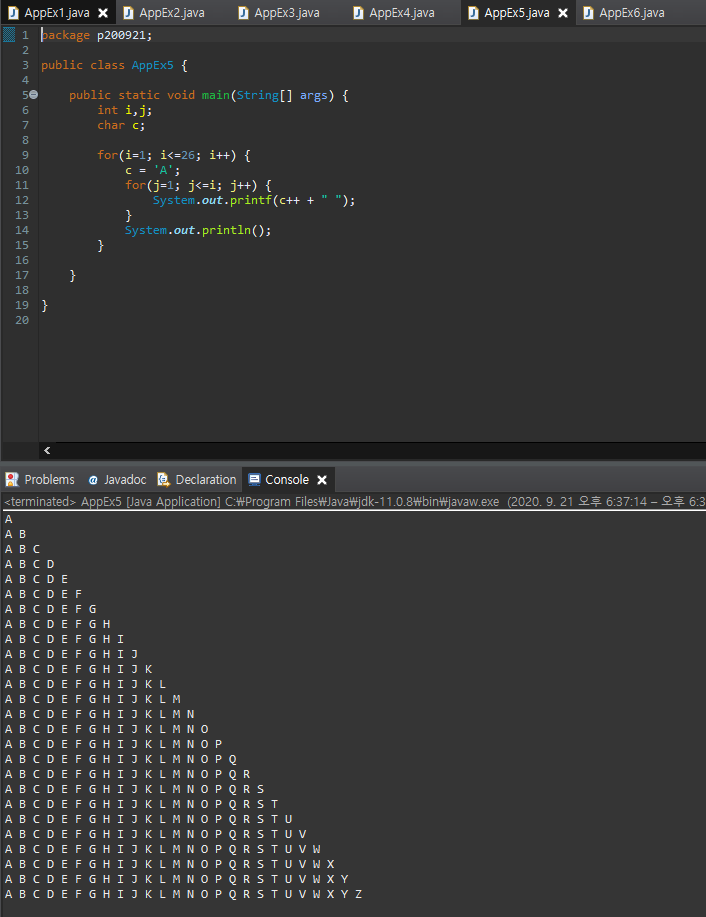 AppEx1.java AppEx2.java AppEx3.java AppEx4.java AppEx5.java AppEx6.java
1 package p200921;
2
3 public class AppEx5 {
4
5 public static void main(String[] args) {
6 int i,j;
7 char c;
8
9 for(i=1; i<=26; i++) {
10 c = 'A';
11 for(j=1; j<=i; j++) {
12 System.out.printf(c++ + " ");
13 }
14 System.out.println();
15 }
16
17 }
18
19 }
20
Problems Javadoc Declaration Console
<terminated> AppEx5 [Java Application] C:₩Program Files₩Java₩jdk-11.0.8₩bin₩javaw.exe (2020. 9. 21 오후 6:37:14 – 오후 6:3
A
A B
A B C
A B C D
A B C D E
A B C D E F
A B C D E F G
A B C D E F G H
A B C D E F G H I
A B C D E F G H I J
A B C D E F G H I J K
A B C D E F G H I J K L
A B C D E F G H I J K L M
A B C D E F G H I J K L M N
A B C D E F G H I J K L M N O
A B C D E F G H I J K L M N O P
A B C D E F G H I J K L M N O P Q
A B C D E F G H I J K L M N O P Q R
A B C D E F G H I J K L M N O P Q R S
A B C D E F G H I J K L M N O P Q R S T
A B C D E F G H I J K L M N O P Q R S T U
A B C D E F G H I J K L M N O P Q R S T U V
A B C D E F G H I J K L M N O P Q R S T U V W
A B C D E F G H I J K L M N O P Q R S T U V W X
A B C D E F G H I J K L M N O P Q R S T U V W X Y
A B C D E F G H I J K L M N O P Q R S T U V W X Y Z